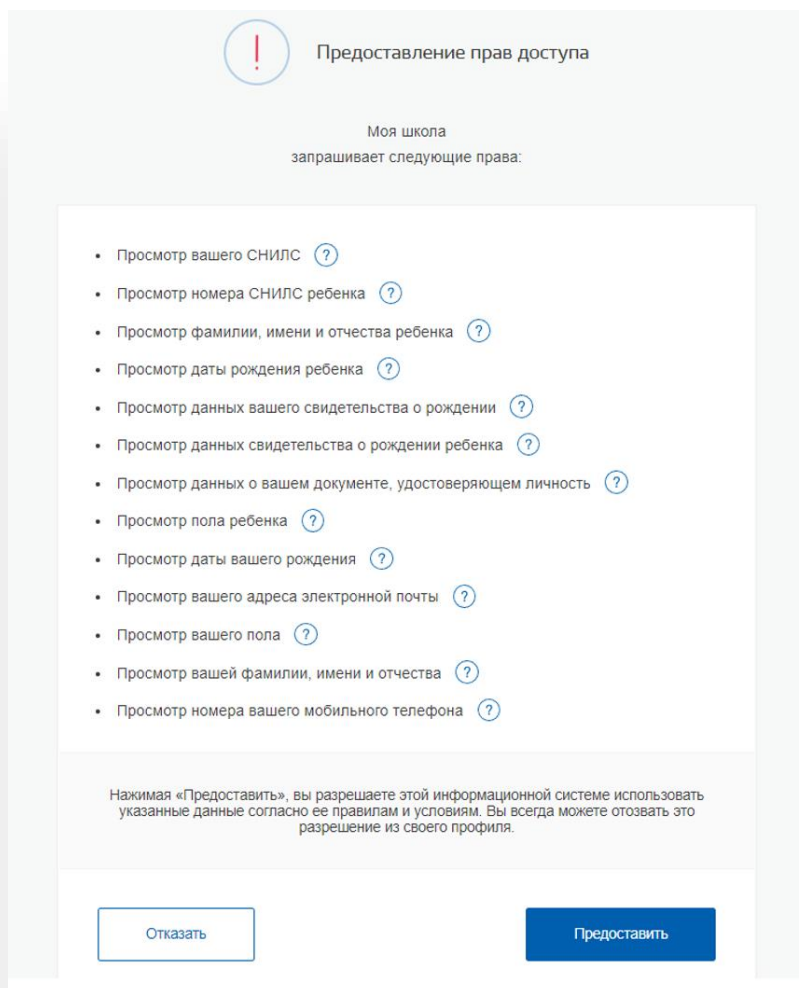 Предоставление прав доступа
Моя школа
запрашивает следующие права:
• Просмотр вашего СНИЛС ?
• Просмотр номера СНИЛС ребенка ?
• Просмотр фамилии, имени и отчества ребенка ?
• Просмотр даты рождения ребенка ?
• Просмотр данных вашего свидетельства о рождении ?
• Просмотр данных свидетельства о рождении ребенка ?
• Просмотр данных о вашем документе, удостоверяющем личность ?
• Просмотр пола ребенка ?
• Просмотр даты вашего рождения ?
• Просмотр вашего адреса электронной почты ?
• Просмотр вашего пола ?
• Просмотр вашей фамилии, имени и отчества ?
• Просмотр номера вашего мобильного телефона ?
Нажимая «Предоставить», вы разрешаете этой информационной системе использовать
указанные данные согласно ее правилам и условиям. Вы всегда можете отозвать это
разрешение из своего профиля.
Отказать
Предоставить